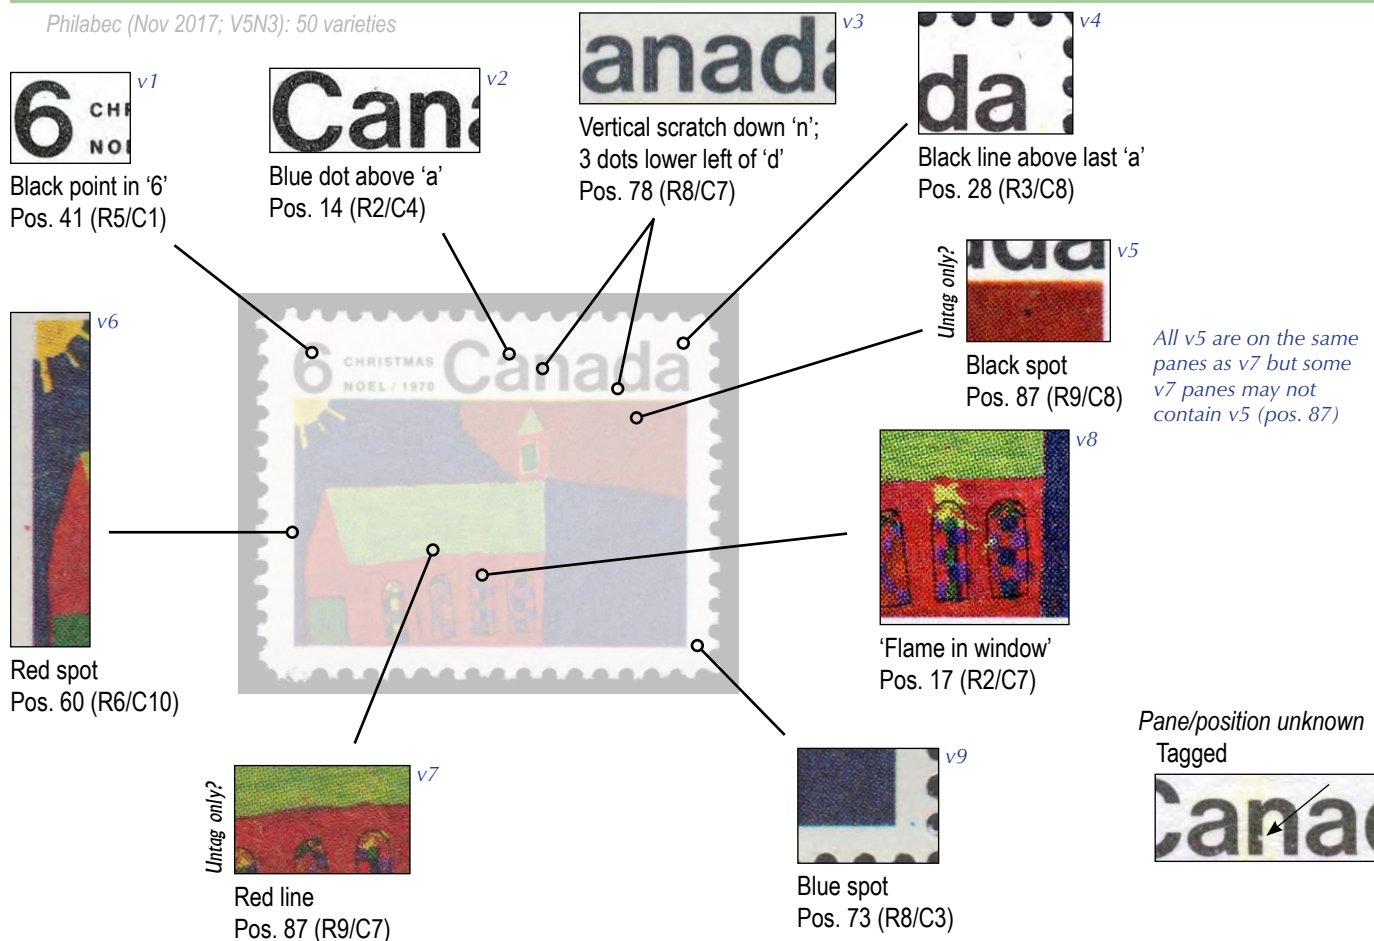 Philabec (Nov 2017; V5N3): 50 varieties
v1
6 CHR
NOE
Black point in ‘6’
Pos. 41 (R5/C1)
v2
Cana
Blue dot above ‘a’
Pos. 14 (R2/C4)
v3
anada
Vertical scratch down ‘n’;
3 dots lower left of ‘d’
Pos. 78 (R8/C7)
v4
da
Black line above last ‘a’
Pos. 28 (R3/C8)
Untag only?
v5
ada
Black spot
Pos. 87 (R9/C8)
All v5 are on the same
panes as v7 but some
v7 panes may not
contain v5 (pos. 87)
v6
Red spot
Pos. 60 (R6/C10)
6 CHRISTMAS Canada
NOEL / 1970
v8
‘Flame in window’
Pos. 17 (R2/C7)
Untag only?
v7
Red line
Pos. 87 (R9/C7)
v9
Blue spot
Pos. 73 (R8/C3)
Pane/position unknown
Tagged
Canad